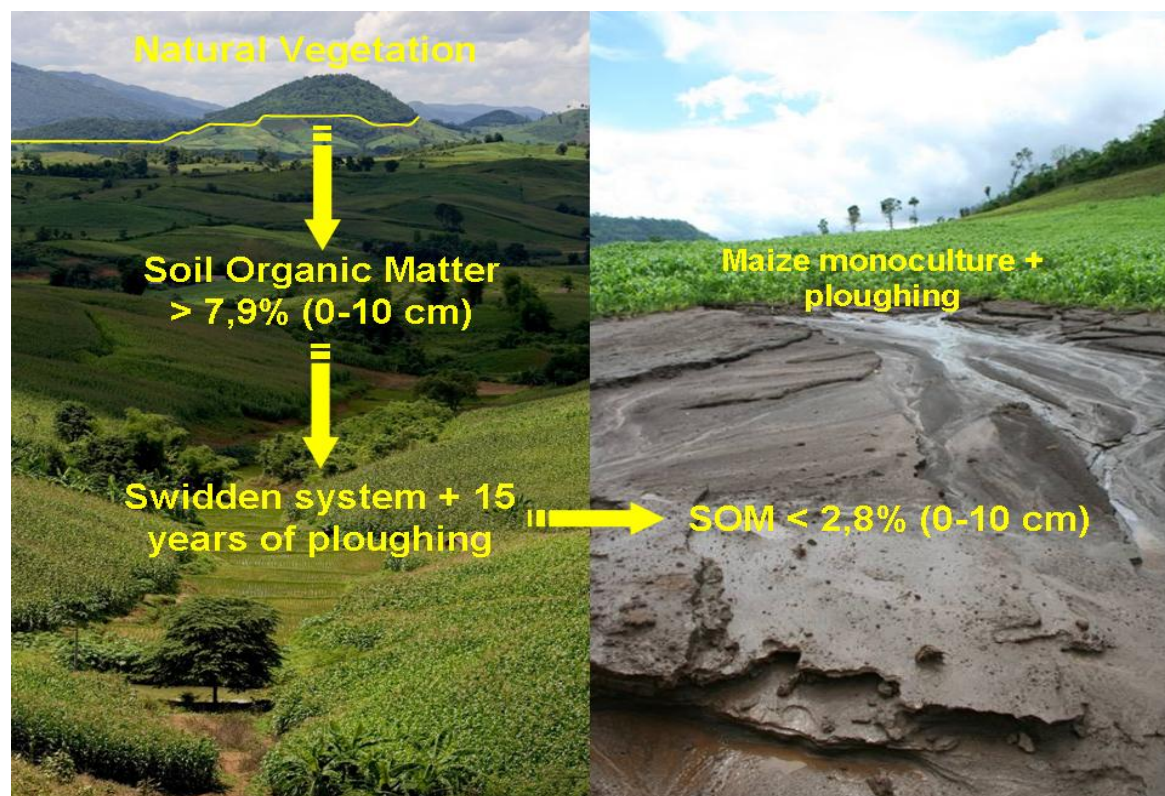 Natural Vegetation
Soil Organic Matter
> 7,9% (0-10 cm)
Swidden system + 15
years of ploughing
Maize monoculture +
ploughing
SOM < 2,8% (0-10 cm)